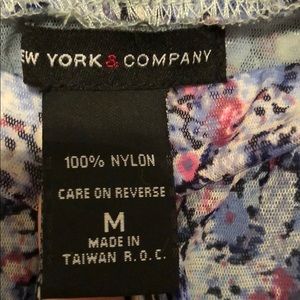 EW YORK & COMPANY
100% NYLON
CARE ON REVERSE
M
MADE IN
TAIWAN R.O.C.